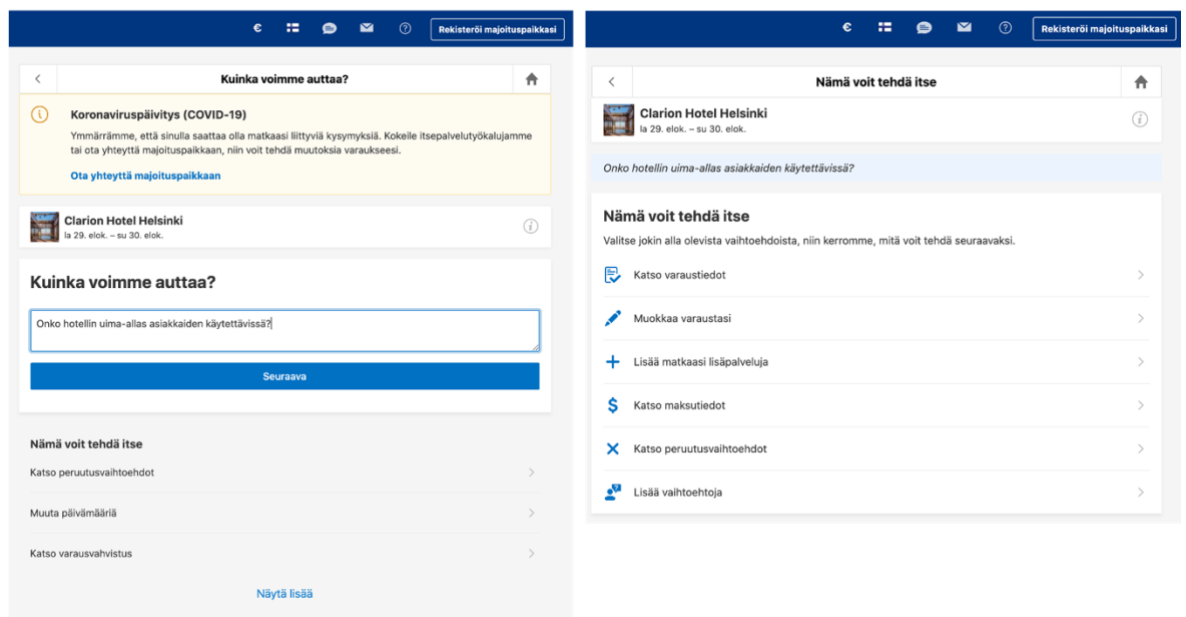 €
Rekisteröi majoituspaikkasi
Kuinka voimme auttaa?
Koronaviruspäivitys (COVID-19)
Ymmärrämme, että sinulla saattaa olla matkaasi liittyviä kysymyksiä. Kokeile itsepalvelutyökalujamme
tai ota yhteyttä majoituspaikkaan, niin voit tehdä muutoksia varaukseesi.
Ota yhteyttä majoituspaikkaan
Clarion Hotel Helsinki
la 29. elok. – su 30. elok.
Kuinka voimme auttaa?
Onko hotellin uima-allas asiakkaiden käytettävissä?
Seuraava
Nämä voit tehdä itse
Katso peruutusvaihtoehdot
Muuta päivämääriä
Katso varausvahvistus
Näytä lisää
€
Rekisteröi majoituspaikkasi
Nämä voit tehdä itse
Clarion Hotel Helsinki
la 29. elok. – su 30. elok.
Onko hotellin uima-allas asiakkaiden käytettävissä?
Nämä voit tehdä itse
Valitse jokin alla olevista vaihtoehdoista, niin kerromme, mitä voit tehdä seuraavaksi.
Katso varaustiedot
Muokkaa varaustasi
Lisää matkaasi lisäpalveluja
Katso maksutiedot
Katso peruutusvaihtoehdot
Lisää vaihtoehtoja